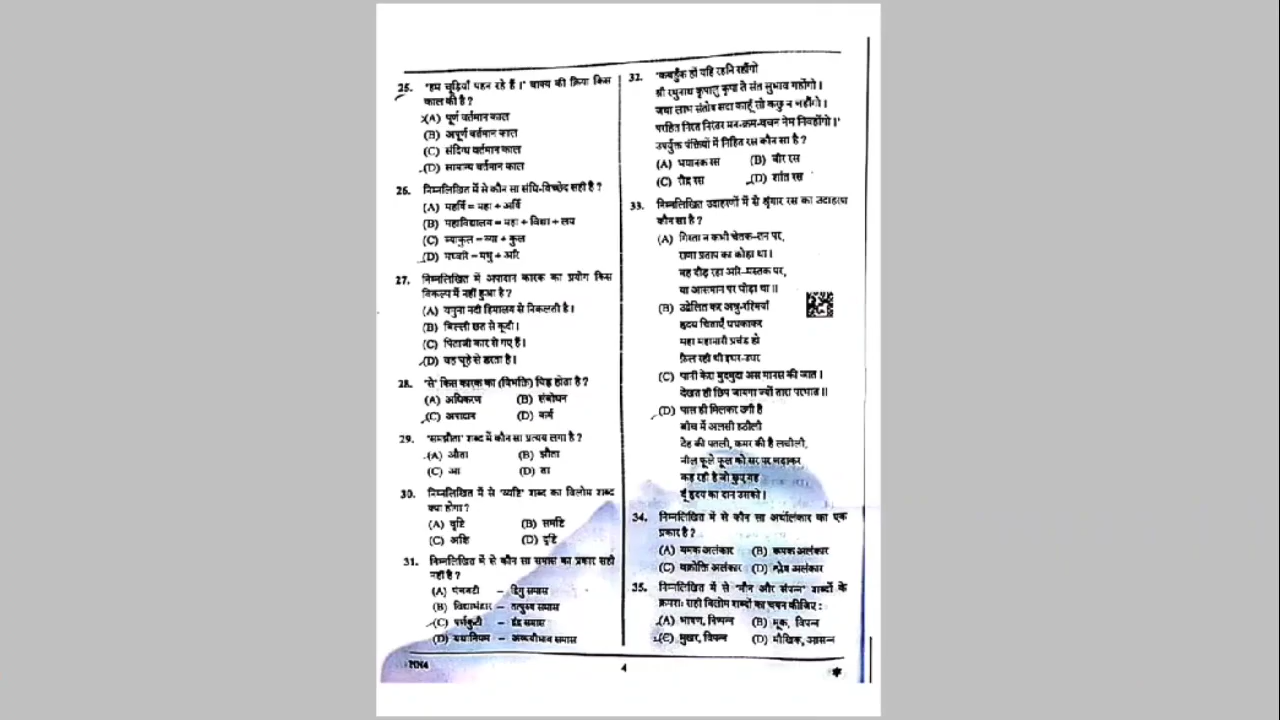 25. 'हम चूड़ियाँ पहन रहे हैं।' वाक्य की क्रिया किस
काल की है ?
(A) पूर्ण वर्तमान काल
(B) अपूर्ण वर्तमान काल
(C) संदिग्ध वर्तमान काल
(D) सामान्य वर्तमान काल
26. निम्नलिखित में से कौन सा संधि-विच्छेद सही है ?
(A) महर्षि = महा + अर्षि
(B) महाविद्यालय = महा + विद्या + लय
(C) व्याकुल = व्या + कुल
(D) मध्वरि = मधु + अरि
27. निम्नलिखित में अपादान कारक का प्रयोग किस
विकल्प में नहीं हुआ है ?
(A) यमुना नदी हिमालय से निकलती है।
(B) बिल्ली छत से कूदी।
(C) पिताजी कार से गए हैं।
(D) वह चूहे से डरता है।
28. 'से' किस कारक का (विभक्ति) चिह्न होता है ?
(A) अधिकरण (B) संबोधन
(C) अपादान (D) कर्म
29. 'समझौता' शब्द में कौन सा प्रत्यय लगा है ?
(A) औता (B) झौता
(C) आ (D) ता
30. निम्नलिखित में से 'व्यष्टि' शब्द का विलोम शब्द
क्या होगा ?
(A) वृष्टि (B) समष्टि
(C) अष्टि (D) दृष्टि
31. निम्नलिखित में से कौन सा समास का प्रकार सही
नहीं है ?
(A) पंचवटी – द्विगु समास
(B) विद्याभंडार – तत्पुरुष समास
(C) पर्णकुटी – द्वंद्व समास
(D) यथानियम – अव्ययीभाव समास
2064
4
32. 'कबहुँक हौं यहि रहनि रहौंगो
श्री रघुनाथ कृपालु कृपा ते संत सुभाव गहौंगो।
जथा लाभ संतोष सदा काहू सों कछु न चहौंगो।
परहित निरत निरंतर मन-क्रम-वचन नेम निबहौंगो।'
उपर्युक्त पंक्तियों में निहित रस कौन सा है ?
(A) भयानक रस (B) वीर रस
(C) रौद्र रस (D) शांत रस
33. निम्नलिखित उदाहरणों में से शृंगार रस का उदाहरण
कौन सा है ?
(A) गिरता न कभी चेतक-तन पर,
राणा प्रताप का कोड़ा था।
वह दौड़ रहा अरि-मस्तक पर,
या आसमान पर घोड़ा था॥
(B) उद्वेलित कर अश्रु-राशियाँ
हृदय चिताएँ धधकाकर
महा महामारी प्रचंड हो
फैल रही थी इधर-उधर
(C) पानी केरा बुदबुदा अस मानस की जात।
देखत ही छिप जायगा ज्यों तारा परभात॥
(D) पास ही मिलकर उगी है
बीच में अलसी हठीली
देह की पतली, कमर की है लचीली,
नील फूले फूल को सर पर चढ़ाकर
कह रही है जो छुए यह
दूँ हृदय का दान उसको।
34. निम्नलिखित में से कौन सा अर्थालंकार का एक
प्रकार है ?
(A) यमक अलंकार (B) रूपक अलंकार
(C) वक्रोक्ति अलंकार (D) श्लेष अलंकार
35. निम्नलिखित में से 'मौन और संपन्न' शब्दों के
क्रमशः सही विलोम शब्दों का चयन कीजिए :
(A) भाषण, निष्पन्न (B) मूक, विपन्न
(C) मुखर, विपन्न (D) मौखिक, आसन्न